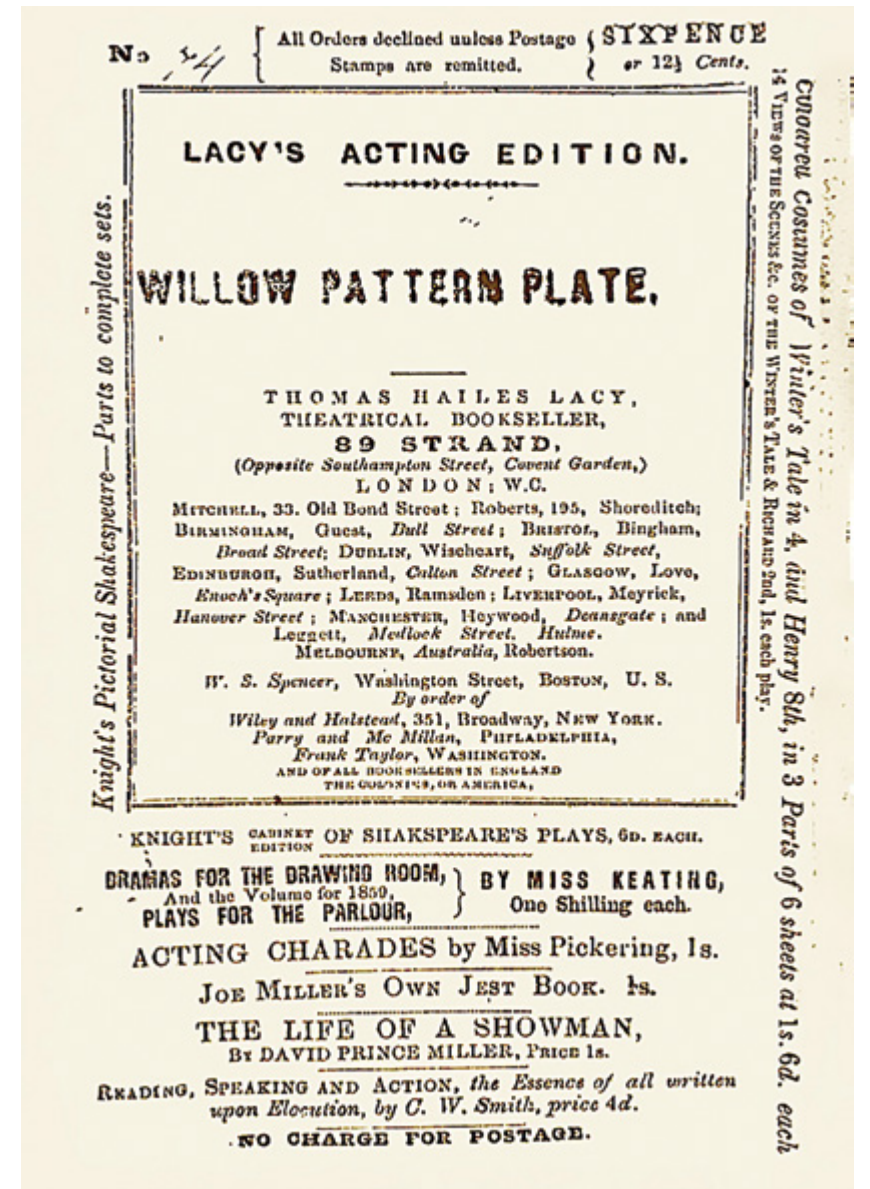 No 34
All Orders declined unless Postage
Stamps are remitted.
SIXPENCE
or 12½ Cents.
LACY'S ACTING EDITION.
WILLOW PATTERN PLATE.
THOMAS HAILES LACY,
THEATRICAL BOOKSELLER,
89 STRAND,
(Opposite Southampton Street, Covent Garden,)
LONDON; W.C.
MITCHELL, 33. Old Bond Street; Roberts, 195, Shoreditch;
BIRMINGHAM, Guest, Bull Street; BRISTOL, Bingham,
Broad Street; DUBLIN, Wiseheart, Suffolk Street,
EDINBURGH, Sutherland, Calton Street; GLASGOW, Love,
Enoch's Square; LEEDS, Ramsden; LIVERPOOL, Meyrick,
Hanover Street; MANCHESTER, Heywood, Deansgate; and
Leggett, Medlock Street, Hulme.
MELBOURNE, Australia, Robertson.
W. S. Spencer, Washington Street, BOSTON, U. S.
By order of
Wiley and Halstead, 351, Broadway, NEW YORK.
Parry and Mc Millan, PHILADELPHIA,
Frank Taylor, WASHINGTON.
AND OF ALL BOOKSELLERS IN ENGLAND
THE COLONIES, OR AMERICA,
Knight's Pictorial Shakespeare—Parts to complete sets.
Coloured Costumes of Winter's Tale in 4, and Henry 8th, in 3 Parts of 6 sheets at 1s. 6d. each
14 VIEWS OF THE SCENES &c. OF THE WINTER'S TALE & RICHARD 2nd, 1s. each play.
KNIGHT'S CABINET EDITION OF SHAKSPEARE'S PLAYS, 6D. EACH.
DRAMAS FOR THE DRAWING ROOM,
And the Volume for 1859,
PLAYS FOR THE PARLOUR,
BY MISS KEATING,
One Shilling each.
ACTING CHARADES by Miss Pickering, 1s.
JOE MILLER'S OWN JEST BOOK. 1s.
THE LIFE OF A SHOWMAN,
BY DAVID PRINCE MILLER, PRICE 1s.
READING, SPEAKING AND ACTION, the Essence of all written
upon Elocution, by C. W. Smith, price 4d.
NO CHARGE FOR POSTAGE.